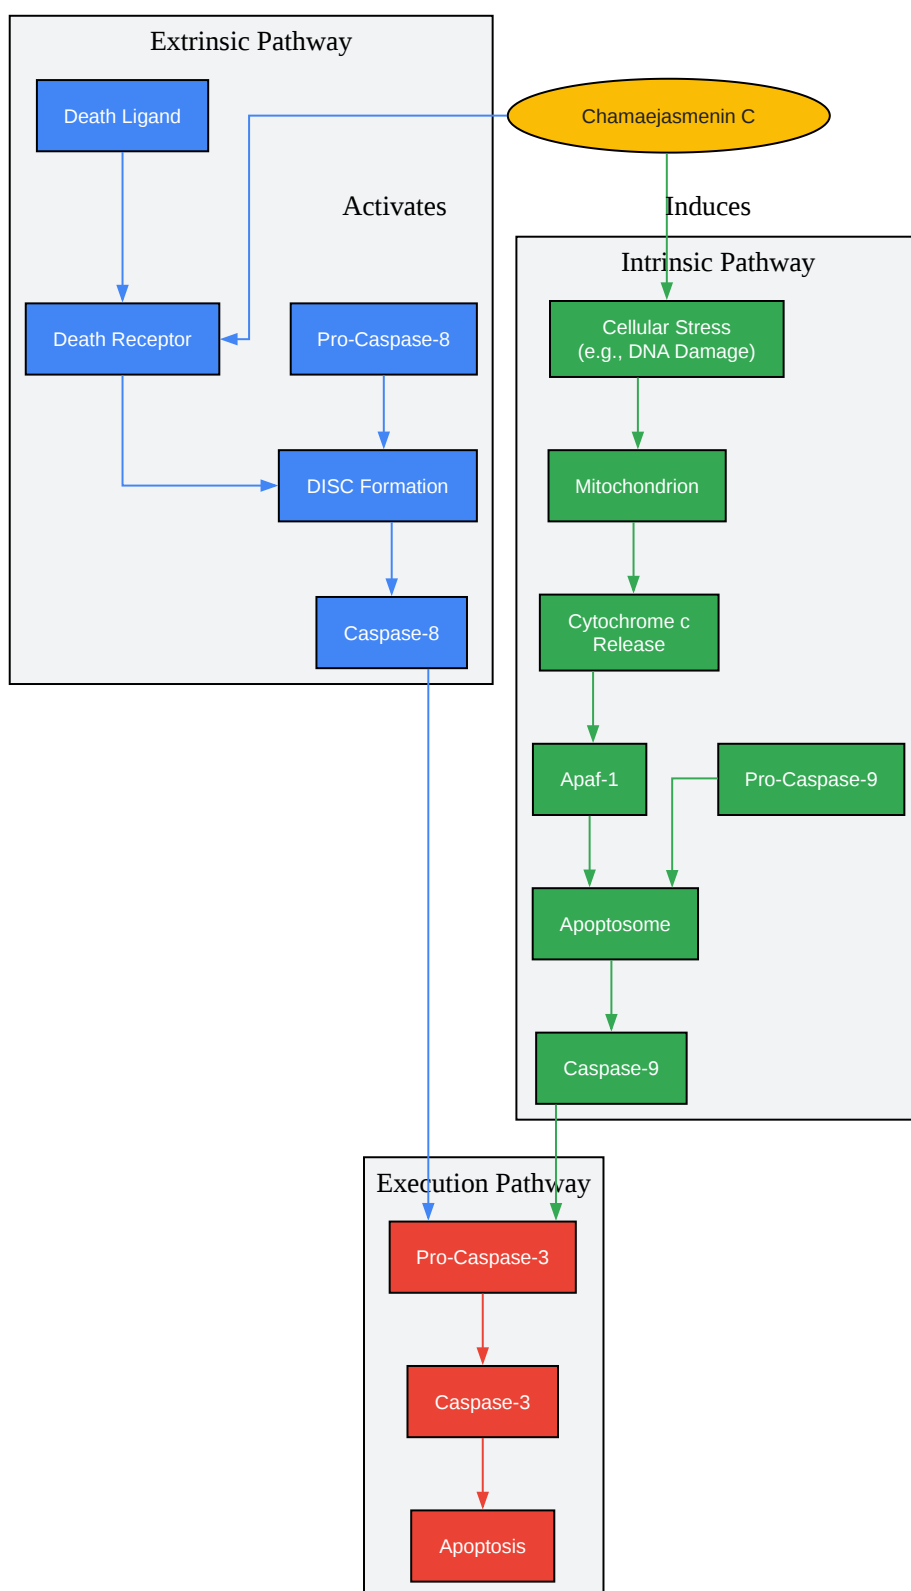 Extrinsic Pathway
Death Ligand
Chamaejasmenin C
Activates
Induces
Intrinsic Pathway
Death Receptor
Pro-Caspase-8
Cellular Stress
(e.g., DNA Damage)
DISC Formation
Mitochondrion
Caspase-8
Cytochrome c
Release
Apaf-1
Pro-Caspase-9
Apoptosome
Caspase-9
Execution Pathway
Pro-Caspase-3
Caspase-3
Apoptosis